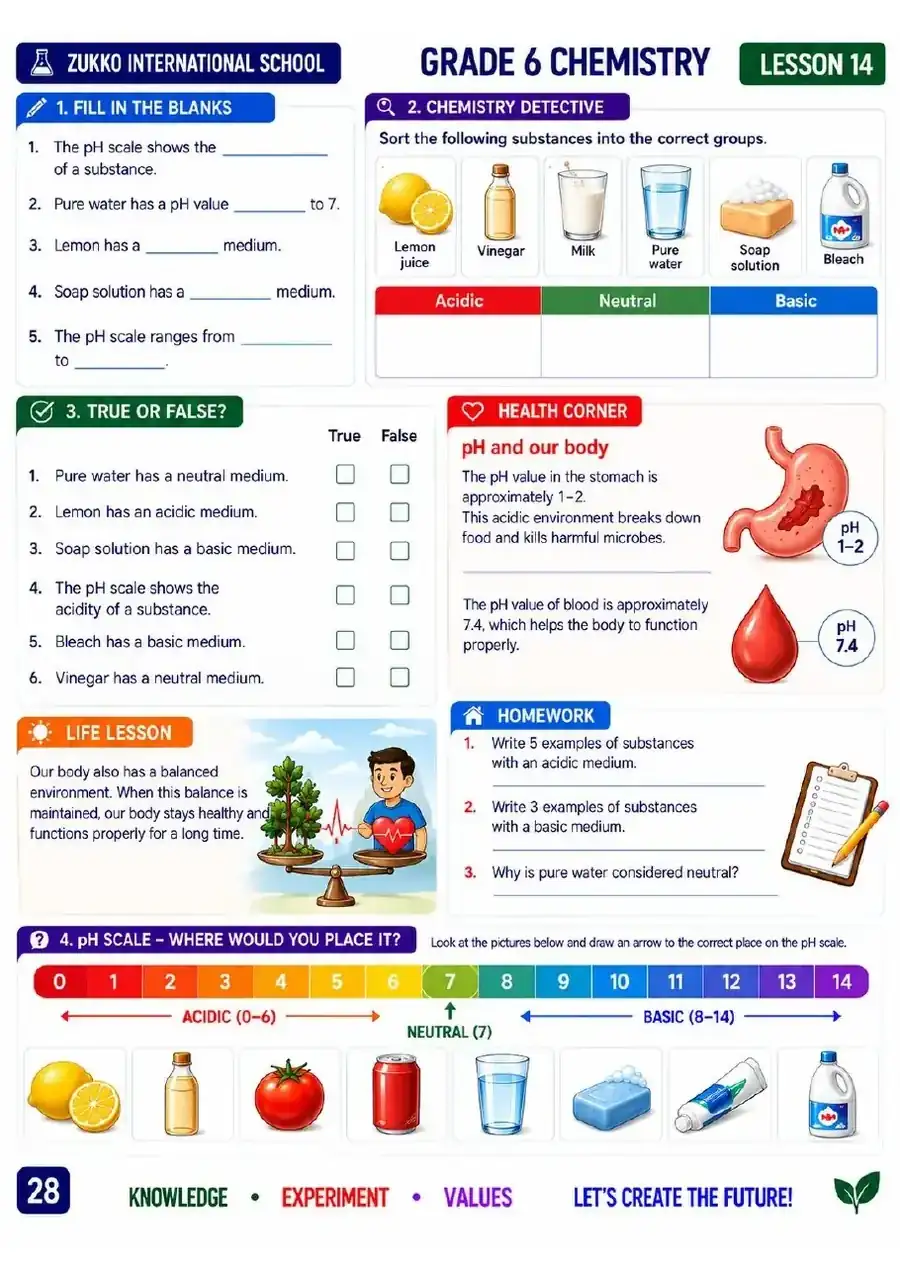 ZUKKO INTERNATIONAL SCHOOL
GRADE 6 CHEMISTRY
LESSON 14
1. FILL IN THE BLANKS
1. The pH scale shows the ____________
of a substance.
2. Pure water has a pH value ________ to 7.
3. Lemon has a ________ medium.
4. Soap solution has a _________ medium.
5. The pH scale ranges from __________
to __________.
2. CHEMISTRY DETECTIVE
Sort the following substances into the correct groups.
Lemon
juice
Vinegar
Milk
Pure
water
Soap
solution
Bleach
Acidic
Neutral
Basic
3. TRUE OR FALSE?
True False
1. Pure water has a neutral medium.
2. Lemon has an acidic medium.
3. Soap solution has a basic medium.
4. The pH scale shows the
acidity of a substance.
5. Bleach has a basic medium.
6. Vinegar has a neutral medium.
HEALTH CORNER
pH and our body
The pH value in the stomach is
approximately 1–2.
This acidic environment breaks down
food and kills harmful microbes.
pH
1–2
The pH value of blood is approximately
7.4, which helps the body to function
properly.
pH
7.4
LIFE LESSON
Our body also has a balanced
environment. When this balance is
maintained, our body stays healthy and
functions properly for a long time.
HOMEWORK
1. Write 5 examples of substances
with an acidic medium.
2. Write 3 examples of substances
with a basic medium.
3. Why is pure water considered neutral?
4. pH SCALE – WHERE WOULD YOU PLACE IT?
Look at the pictures below and draw an arrow to the correct place on the pH scale.
0 1 2 3 4 5 6 7 8 9 10 11 12 13 14
ACIDIC (0–6)
NEUTRAL (7)
BASIC (8–14)
28
KNOWLEDGE • EXPERIMENT • VALUES
LET'S CREATE THE FUTURE!